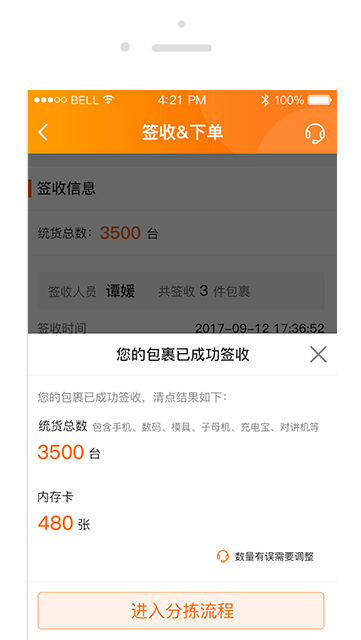 BELL 4:21 PM 100%
签收&下单
签收信息
统货总数: 3500 台
签收人员 谭媛 共签收 3 件包裹
签收时间 2017-09-12 17:36:52
您的包裹已成功签收
您的包裹已成功签收，清点结果如下：
统货总数 包含手机、数码、模具、子母机、充电宝、对讲机等
3500 台
内存卡
480 张
数量有误需要调整
进入分拣流程